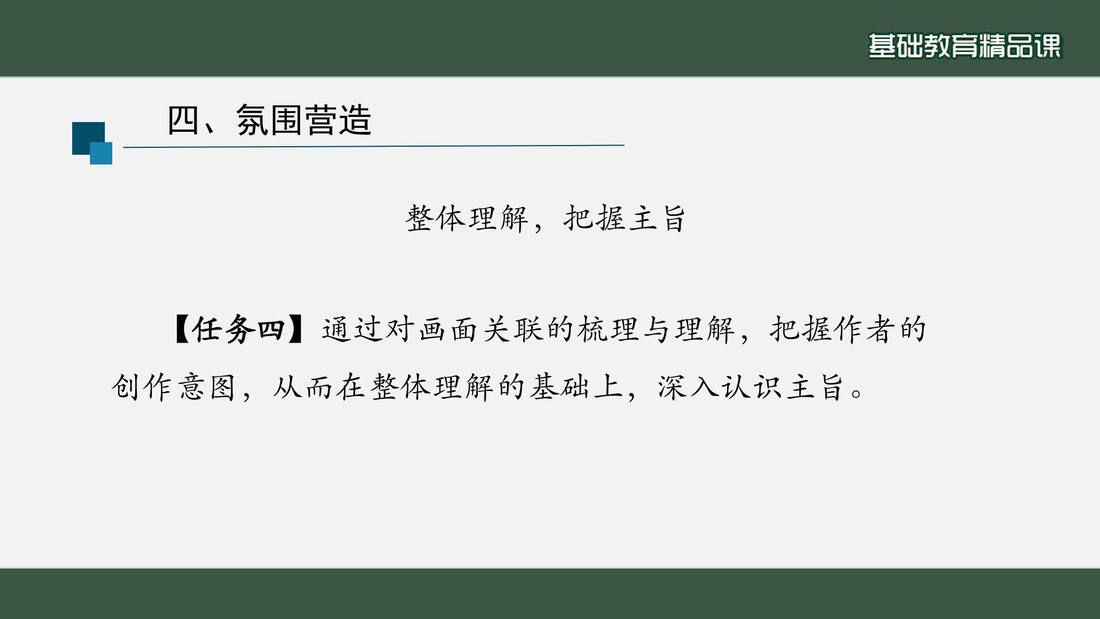 基础教育精品课
四、氛围营造
整体理解，把握主旨
【任务四】通过对画面关联的梳理与理解，把握作者的
创作意图，从而在整体理解的基础上，深入认识主旨。